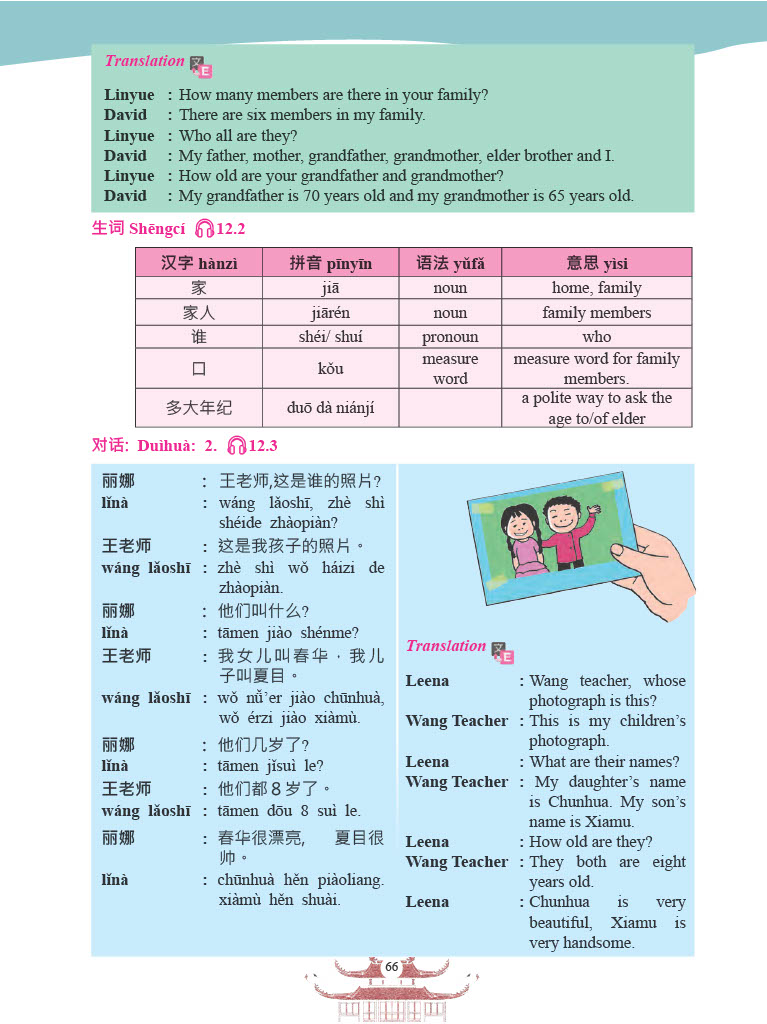 Translation
Linyue : How many members are there in your family?
David : There are six members in my family.
Linyue : Who all are they?
David : My father, mother, grandfather, grandmother, elder brother and I.
Linyue : How old are your grandfather and grandmother?
David : My grandfather is 70 years old and my grandmother is 65 years old.
生词 Shēngcí 12.2
汉字 hànzì 拼音 pīnyīn 语法 yǔfǎ 意思 yìsì
家 jiā noun home, family
家人 jiārén noun family members
谁 shéi/ shuí pronoun who
口 kǒu measure word measure word for family members.
多大年纪 duō dà niánjí a polite way to ask the age to/of elder
对话: Duìhuà: 2. 12.3
丽娜 : 王老师,这是谁的照片?
lǐnà : wáng lǎoshī, zhè shì
shéide zhàopiàn?
王老师 : 这是我孩子的照片。
wáng lǎoshī : zhè shì wǒ háizi de
zhàopiàn.
丽娜 : 他们叫什么?
lǐnà : tāmen jiào shénme?
王老师 : 我女儿叫春华，我儿
子叫夏目。
wáng lǎoshī : wǒ nǚ’er jiào chūnhuà,
wǒ érzi jiào xiàmù.
丽娜 : 他们几岁了?
lǐnà : tāmen jǐsuì le?
王老师 : 他们都8岁了。
wáng lǎoshī : tāmen dōu 8 suì le.
丽娜 : 春华很漂亮, 夏目很
帅。
lǐnà : chūnhuà hěn piàoliang.
xiàmù hěn shuài.
Translation
Leena : Wang teacher, whose
photograph is this?
Wang Teacher : This is my children’s
photograph.
Leena : What are their names?
Wang Teacher : My daughter’s name
is Chunhua. My son’s
name is Xiamu.
Leena : How old are they?
Wang Teacher : They both are eight
years old.
Leena : Chunhua is very
beautiful, Xiamu is
very handsome.
66